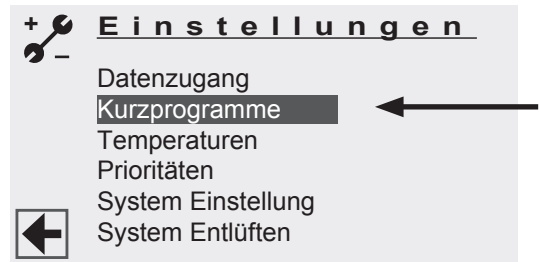 Einstellungen
Datenzugang
Kurzprogramme
Temperaturen
Prioritäten
System Einstellung
System Entlüften